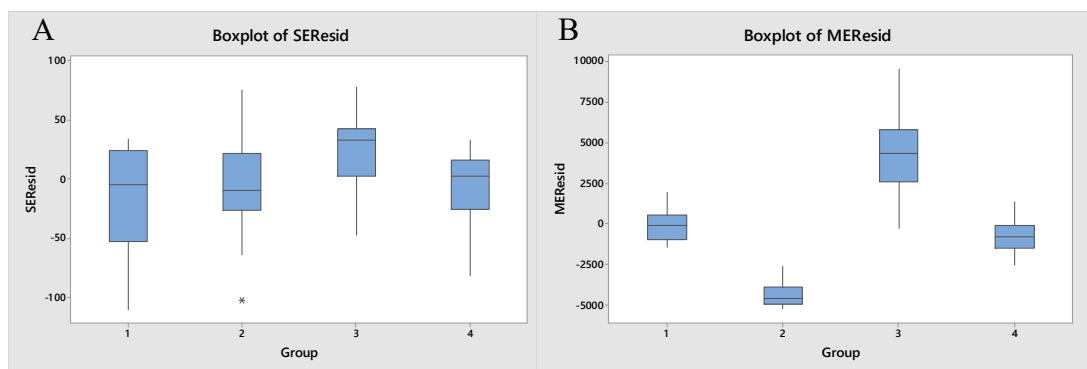 A
Boxplot of SEResid
100
50
0
-50
-100
SEResid
1 2 3 4
Group
B
Boxplot of MEResid
10000
7500
5000
2500
0
-2500
-5000
MEResid
1 2 3 4
Group